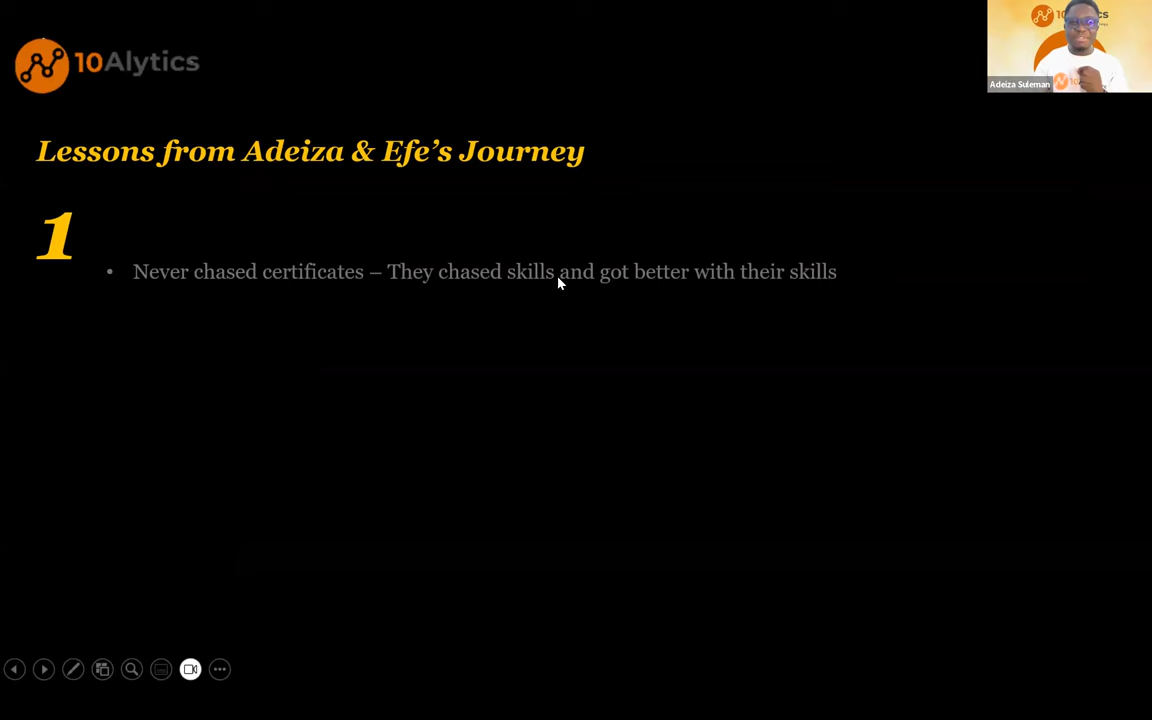 10Alytics
Adeiza Suleman
Lessons from Adeiza & Efe's Journey
1
• Never chased certificates – They chased skills and got better with their skills